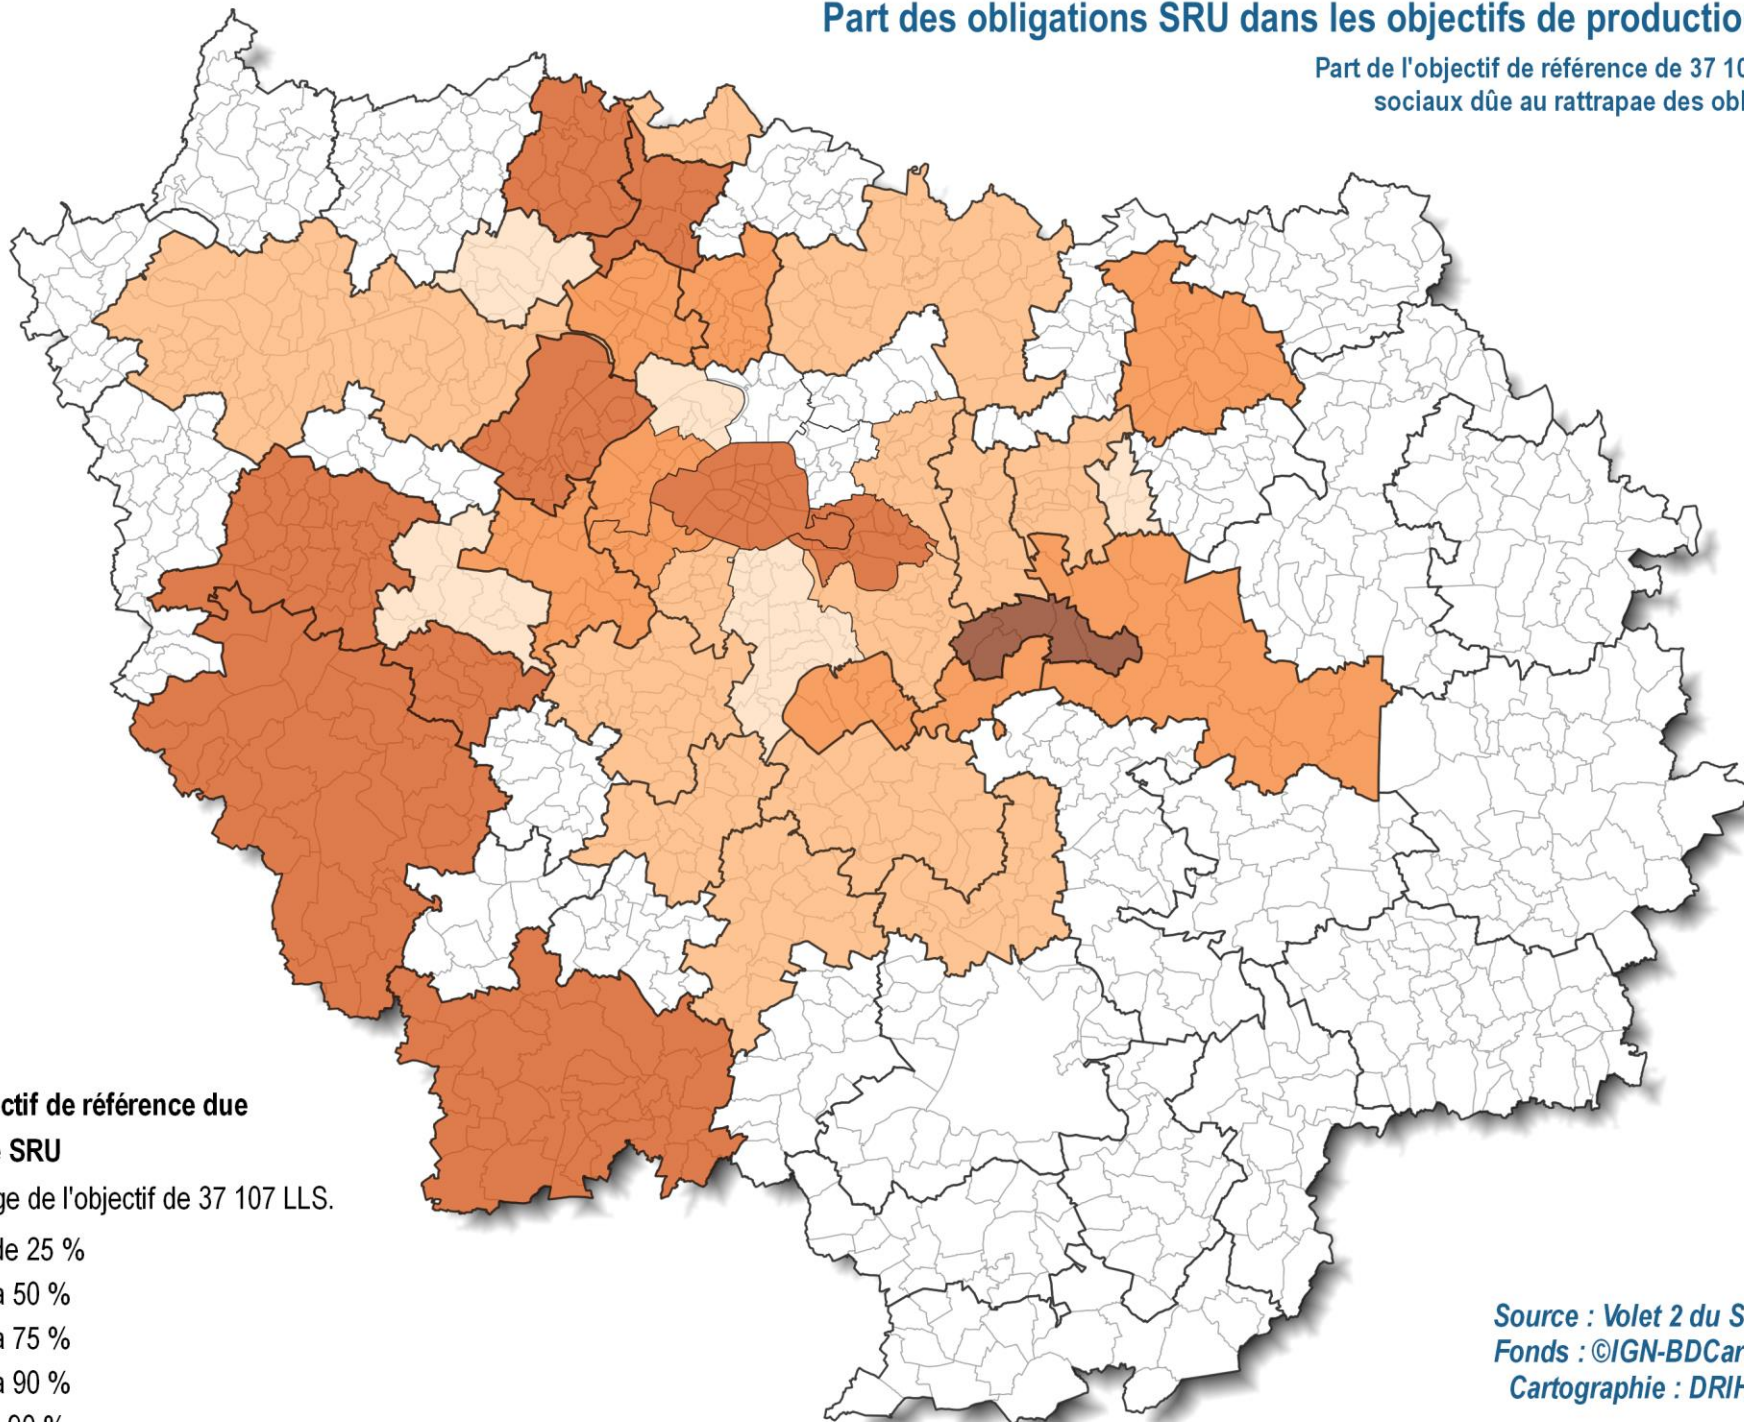 Part des obligations SRU dans les objectifs de productio
Part de l'objectif de référence de 37 10
sociaux dûe au rattrapae des obl
ctif de référence due
SRU
ge de l'objectif de 37 107 LLS.
de 25 %
à 50 %
à 75 %
à 90 %
90 %
Source : Volet 2 du S
Fonds : ©IGN-BDCar
Cartographie : DRIH